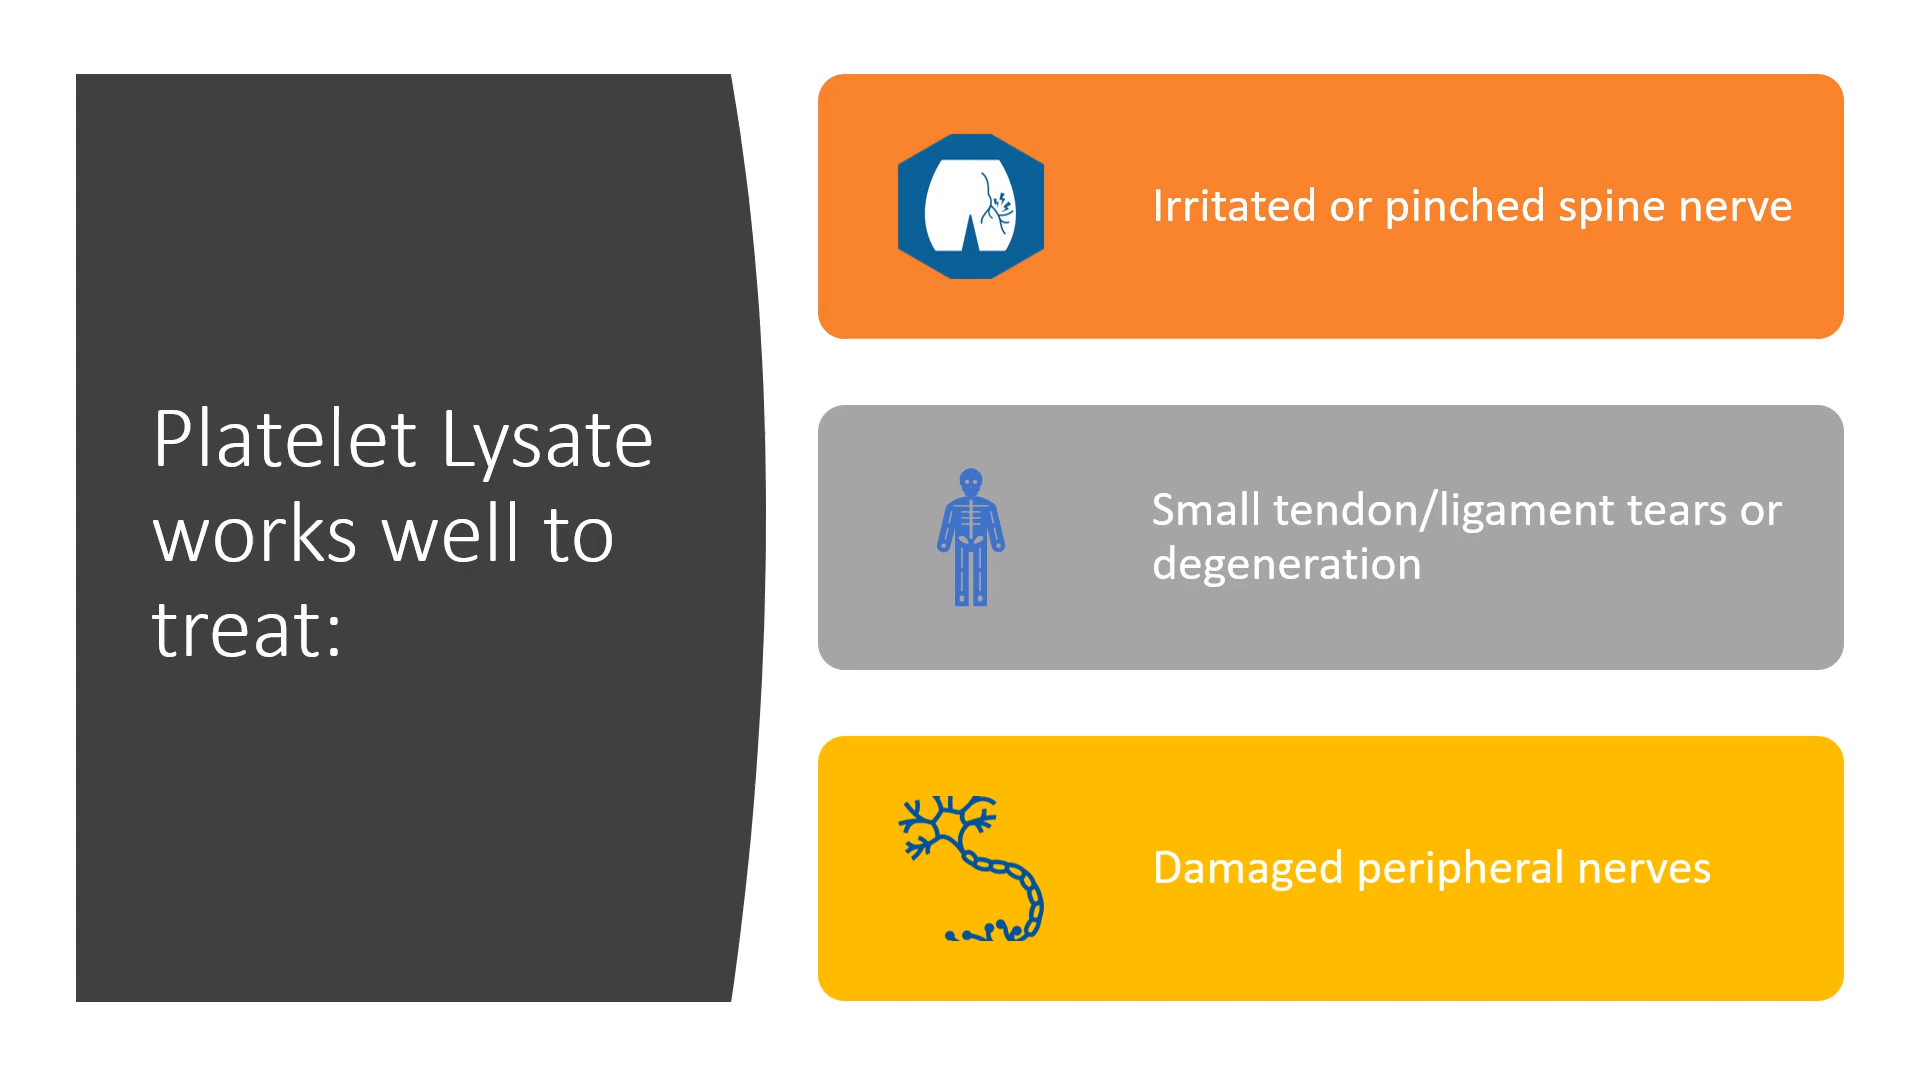 Platelet Lysate
works well to
treat:
Irritated or pinched spine nerve
Small tendon/ligament tears or
degeneration
Damaged peripheral nerves